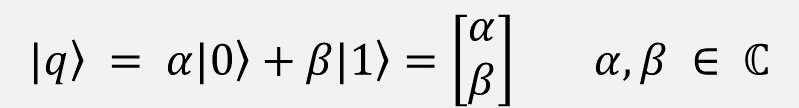 |q⟩ = α|0⟩ + β|1⟩ = [α β] α, β ∈ ℂ